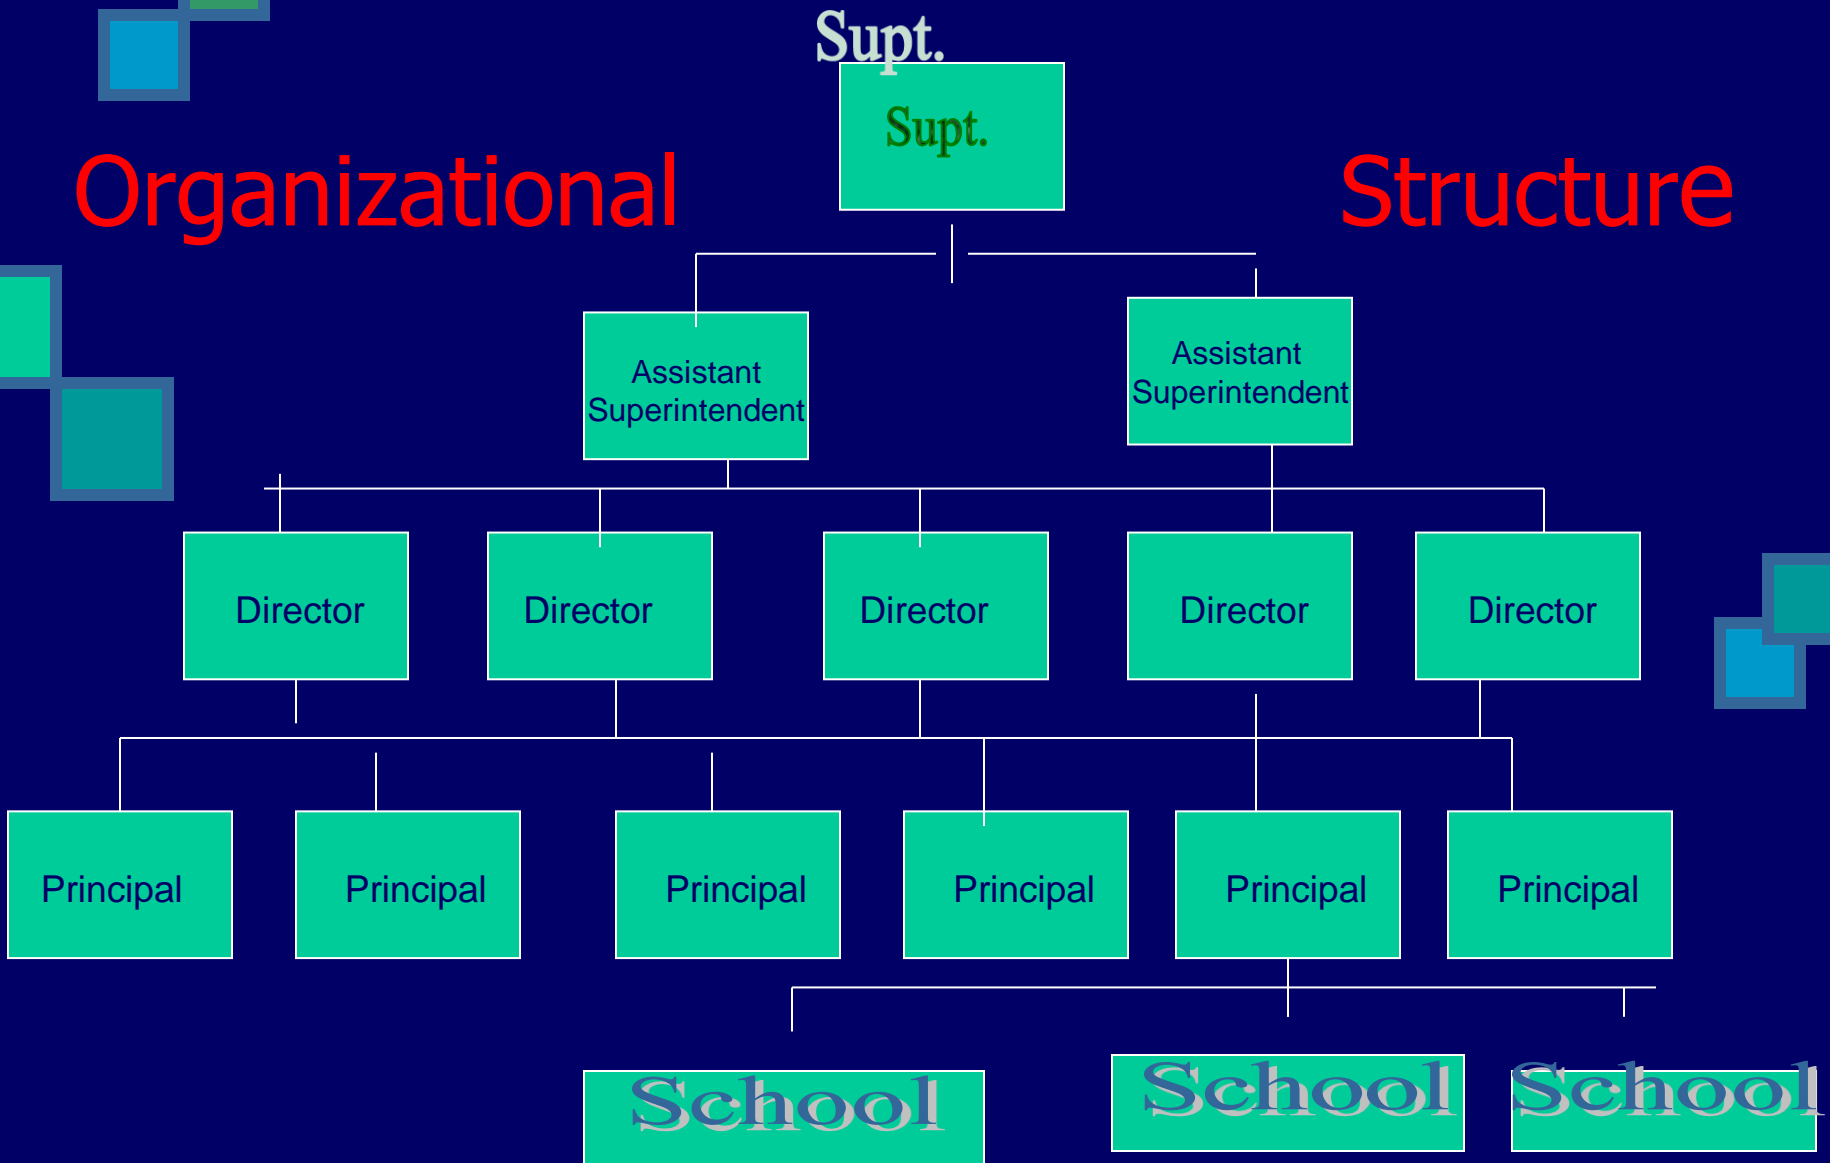 Supt.
Supt.
Organizational Structure
Assistant
Superintendent
Assistant
Superintendent
Director
Director
Director
Director
Director
Principal
Principal
Principal
Principal
Principal
Principal
School
School
School